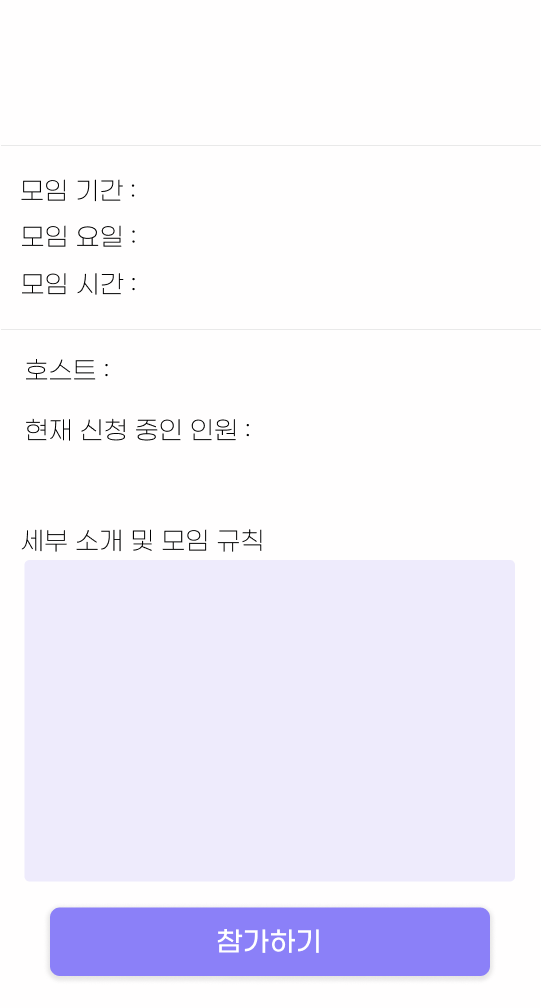 모임 기간 :
모임 요일 :
모임 시간 :
호스트 :
현재 신청 중인 인원 :
세부 소개 및 모임 규칙
참가하기